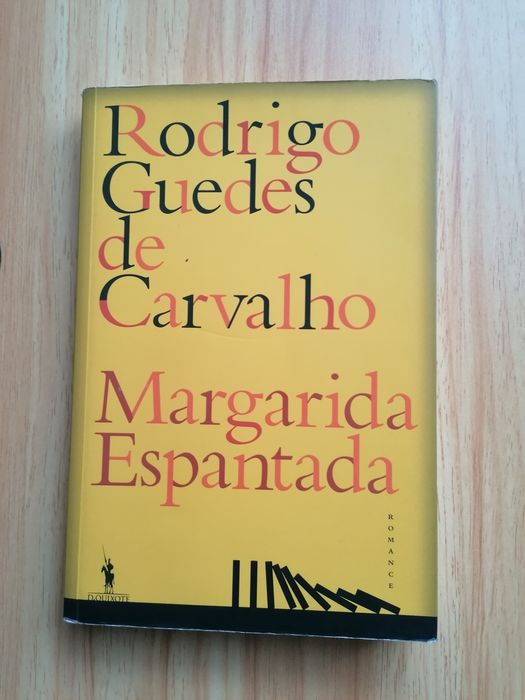 Rodrigo
Guedes
de
Carvalho
Margarida
Espantada
ROMANCE
D.QUIXOTE